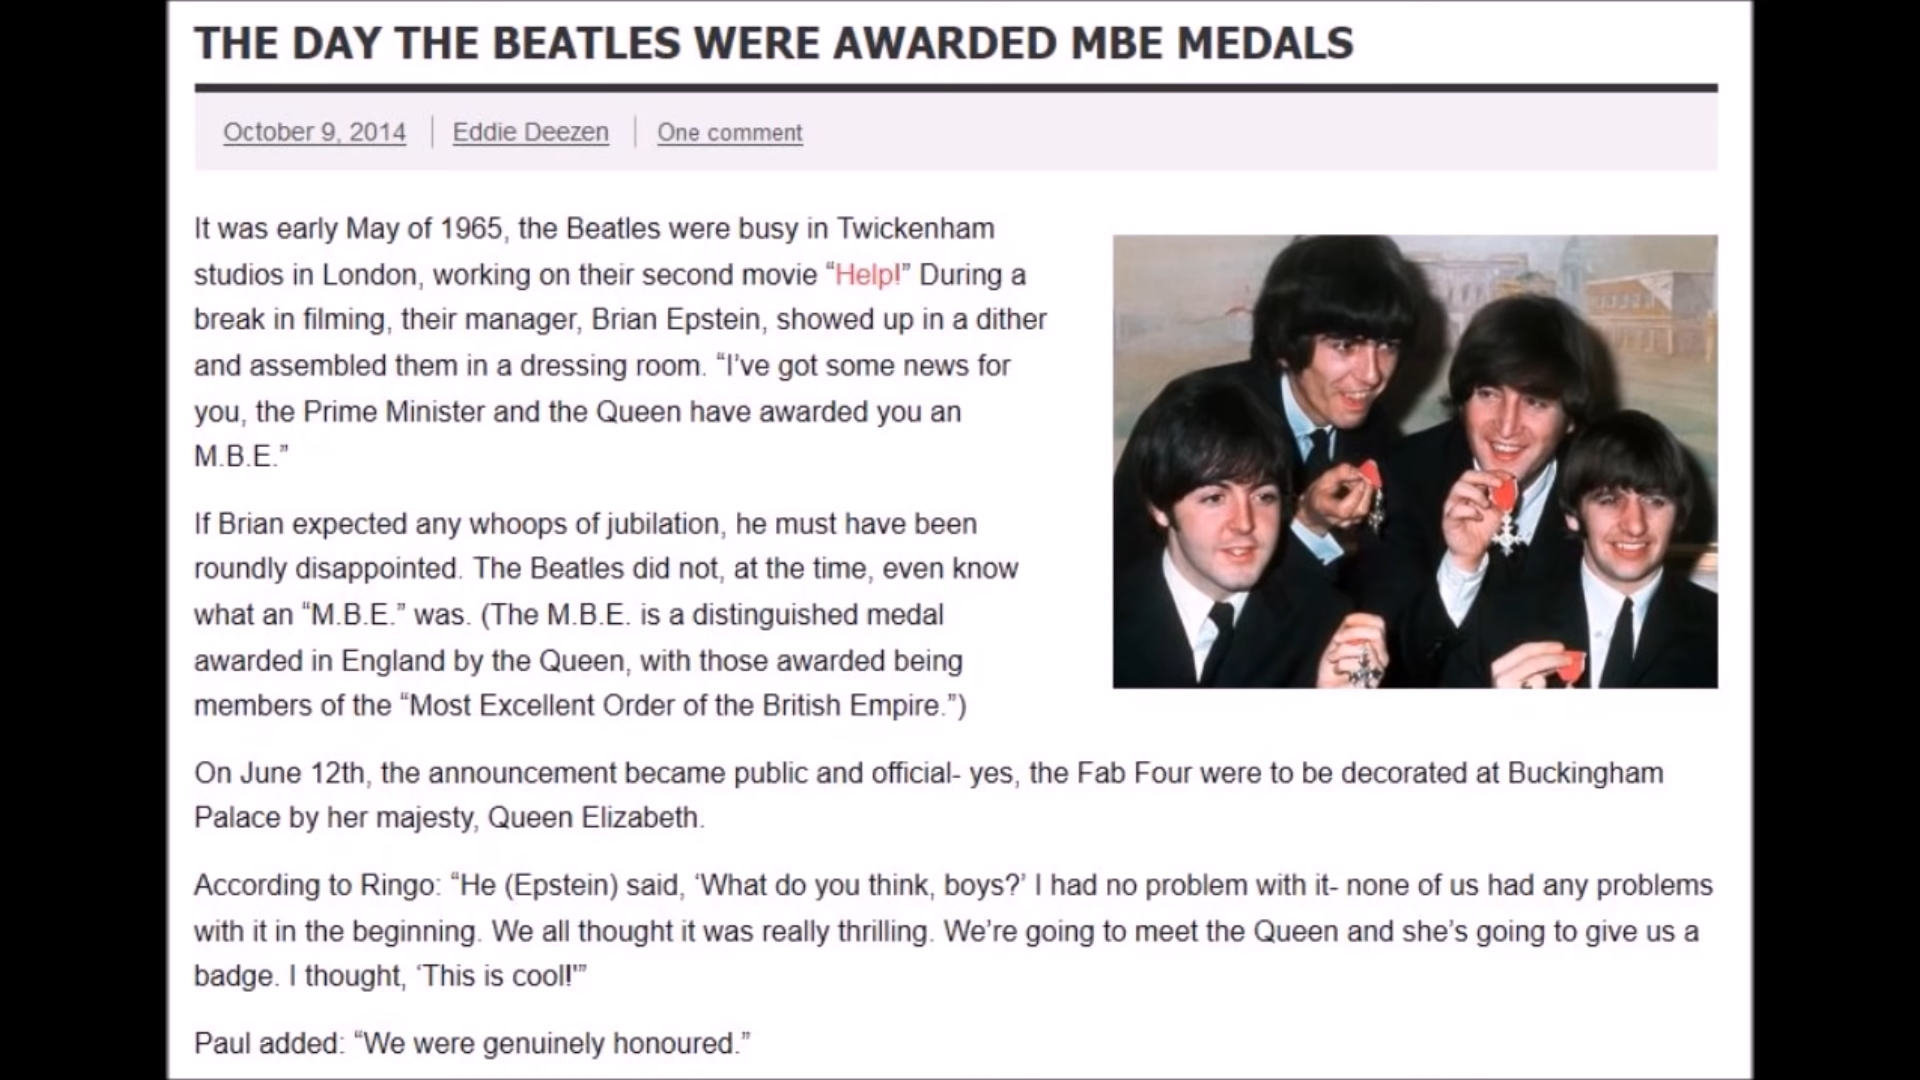 THE DAY THE BEATLES WERE AWARDED MBE MEDALS
October 9, 2014 | Eddie Deezen | One comment
It was early May of 1965, the Beatles were busy in Twickenham
studios in London, working on their second movie “Help!” During a
break in filming, their manager, Brian Epstein, showed up in a dither
and assembled them in a dressing room. “I’ve got some news for
you, the Prime Minister and the Queen have awarded you an
M.B.E.”
If Brian expected any whoops of jubilation, he must have been
roundly disappointed. The Beatles did not, at the time, even know
what an “M.B.E.” was. (The M.B.E. is a distinguished medal
awarded in England by the Queen, with those awarded being
members of the “Most Excellent Order of the British Empire.”)
On June 12th, the announcement became public and official- yes, the Fab Four were to be decorated at Buckingham
Palace by her majesty, Queen Elizabeth.
According to Ringo: “He (Epstein) said, ‘What do you think, boys?’ I had no problem with it- none of us had any problems
with it in the beginning. We all thought it was really thrilling. We’re going to meet the Queen and she’s going to give us a
badge. I thought, ‘This is cool!'”
Paul added: “We were genuinely honoured.”